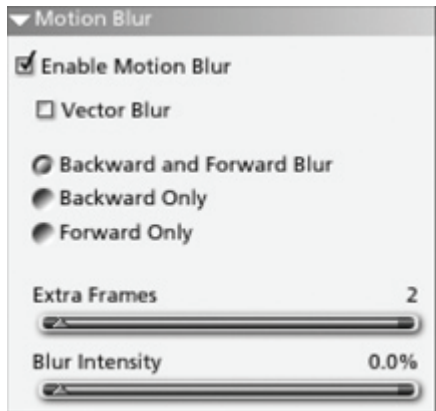 Motion Blur
Enable Motion Blur
Vector Blur
Backward and Forward Blur
Backward Only
Forward Only
Extra Frames 2
Blur Intensity 0.0%